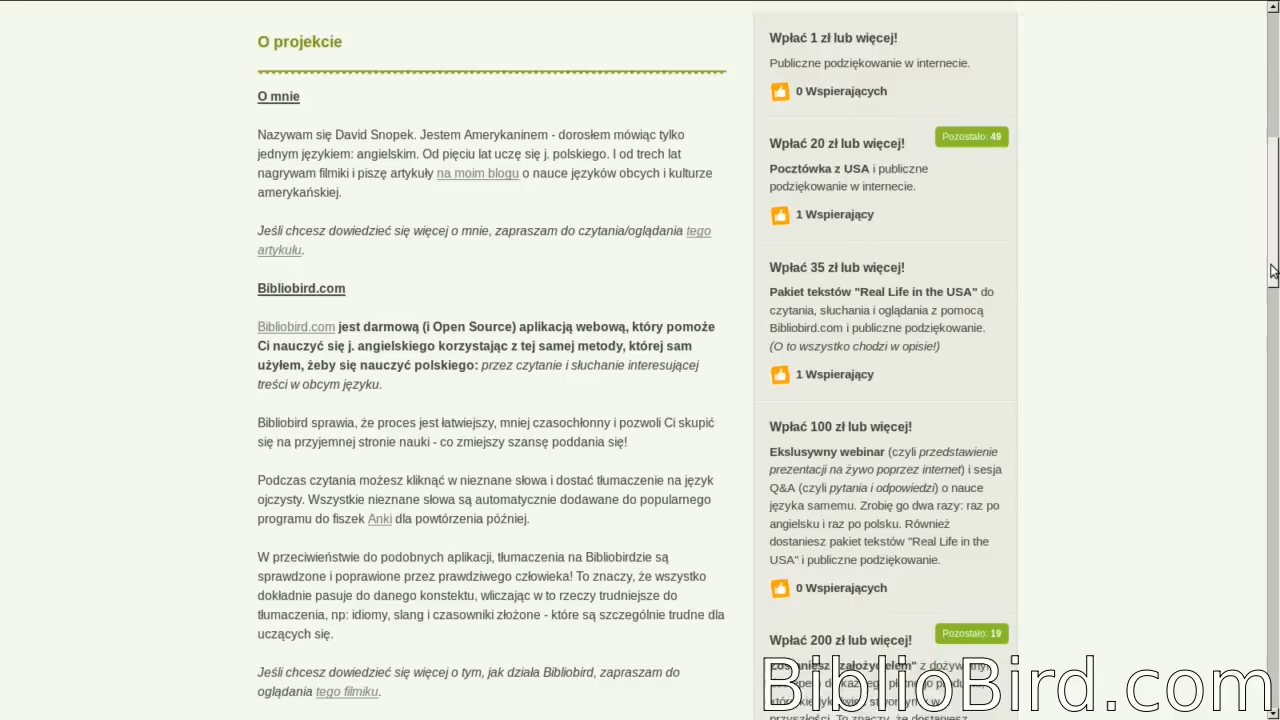 O projekcie
O mnie
Nazywam się David Snopek. Jestem Amerykaninem - dorosłem mówiąc tylko
jednym językiem: angielskim. Od pięciu lat uczę się j. polskiego. I od trech lat
nagrywam filmiki i piszę artykuły na moim blogu o nauce języków obcych i kulturze
amerykańskiej.
Jeśli chcesz dowiedzieć się więcej o mnie, zapraszam do czytania/oglądania tego
artykułu.
Bibliobird.com
Bibliobird.com jest darmową (i Open Source) aplikacją webową, który pomoże
Ci nauczyć się j. angielskiego korzystając z tej samej metody, której sam
użyłem, żeby się nauczyć polskiego: przez czytanie i słuchanie interesującej
treści w obcym języku.
Bibliobird sprawia, że proces jest łatwiejszy, mniej czasochłonny i pozwoli Ci skupić
się na przyjemnej stronie nauki - co zmiejszy szansę poddania się!
Podczas czytania możesz kliknąć w nieznane słowa i dostać tłumaczenie na język
ojczysty. Wszystkie nieznane słowa są automatycznie dodawane do popularnego
programu do fiszek Anki dla powtórzenia później.
W przeciwieństwie do podobnych aplikacji, tłumaczenia na Bibliobirdzie są
sprawdzone i poprawione przez prawdziwego człowieka! To znaczy, że wszystko
dokładnie pasuje do danego konstektu, wliczając w to rzeczy trudniejsze do
tłumaczenia, np: idiomy, slang i czasowniki złożone - które są szczególnie trudne dla
uczących się.
Jeśli chcesz dowiedzieć się więcej o tym, jak działa Bibliobird, zapraszam do
oglądania tego filmiku.
Wpłać 1 zł lub więcej!
Publiczne podziękowanie w internecie.
0 Wspierających
Pozostało: 49
Wpłać 20 zł lub więcej!
Pocztówka z USA i publiczne
podziękowanie w internecie.
1 Wspierający
Wpłać 35 zł lub więcej!
Pakiet tekstów "Real Life in the USA" do
czytania, słuchania i oglądania z pomocą
Bibliobird.com i publiczne podziękowanie.
(O to wszystko chodzi w opisie!)
1 Wspierający
Wpłać 100 zł lub więcej!
Ekslusywny webinar (czyli przedstawienie
prezentacji na żywo poprzez internet) i sesja
Q&A (czyli pytania i odpowiedzi) o nauce
języka samemu. Zrobię go dwa razy: raz po
angielsku i raz po polsku. Również
dostaniesz pakiet tekstów "Real Life in the
USA" i publiczne podziękowanie.
0 Wspierających
Pozostało: 19
Wpłać 200 zł lub więcej!
BiblioBird.com